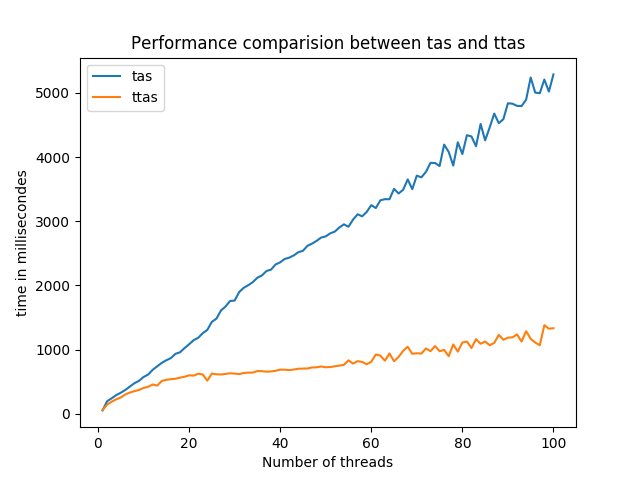 Performance comparision between tas and ttas
tas
ttas
5000
4000
3000
2000
1000
0
time in millisecondes
0 20 40 60 80 100
Number of threads